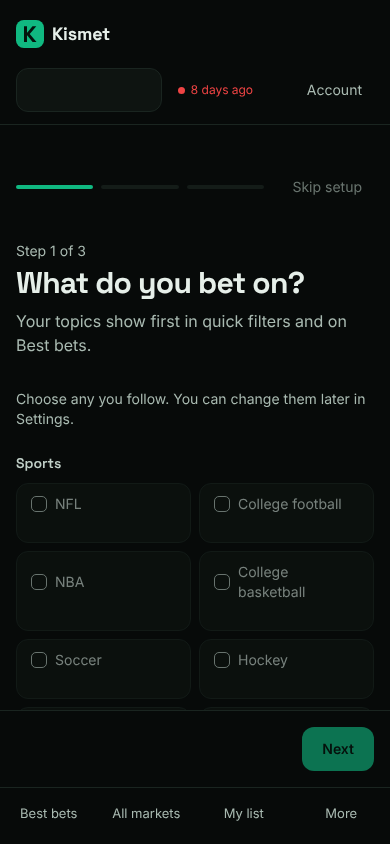 Kismet
8 days ago
Account
Skip setup
Step 1 of 3
What do you bet on?
Your topics show first in quick filters and on
Best bets.
Choose any you follow. You can change them later in
Settings.
Sports
NFL
College football
NBA
College
basketball
Soccer
Hockey
Next
Best bets
All markets
My list
More